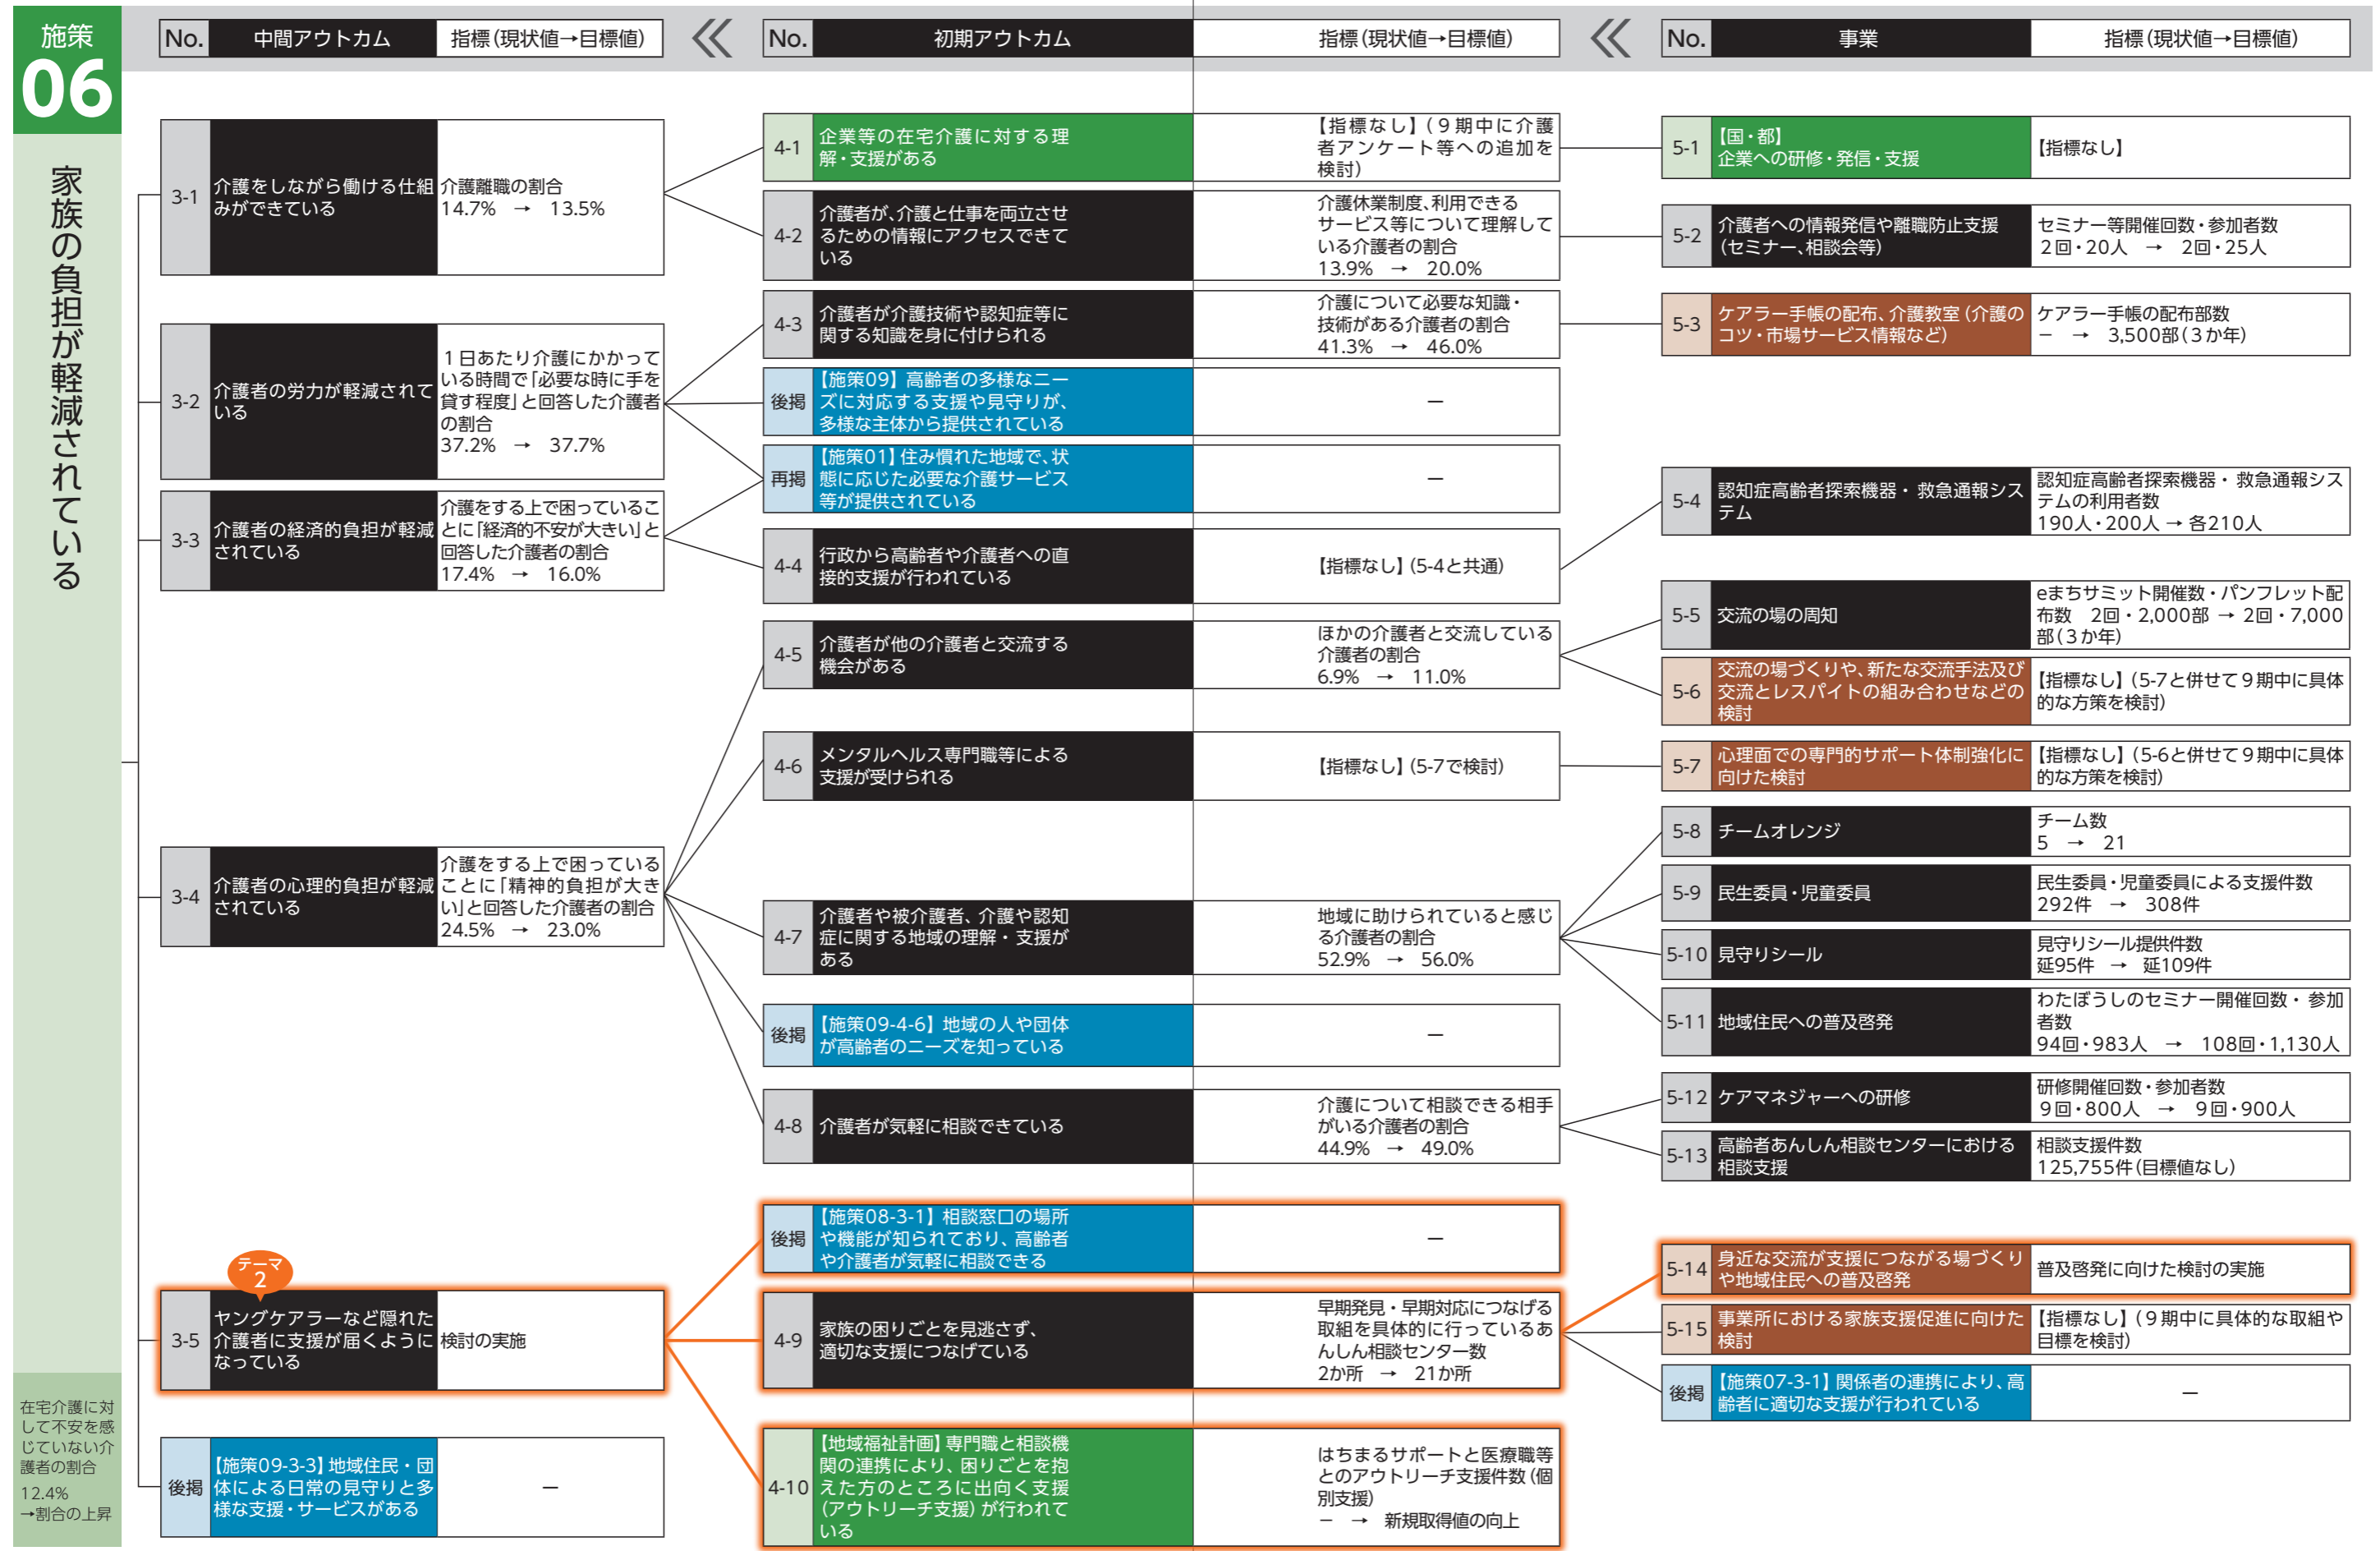 施策
06
家族の負担が軽減されている
在宅介護に対
して不安を感
じていない介
護者の割合
12.4%
→割合の上昇
No. 中間アウトカム 指標(現状値→目標値)
No. 初期アウトカム 指標(現状値→目標値)
No. 事業 指標(現状値→目標値)
3-1
介護をしながら働ける仕組
みができている
介護離職の割合
14.7% → 13.5%
3-2
介護者の労力が軽減されて
いる
1日あたり介護にかかって
いる時間で「必要な時に手を
貸す程度」と回答した介護者
の割合
37.2% → 37.7%
3-3
介護者の経済的負担が軽減
されている
介護をする上で困っているこ
とに「経済的不安が大きい」と
回答した介護者の割合
17.4% → 16.0%
3-4
介護者の心理的負担が軽減
されている
介護をする上で困っている
ことに「精神的負担が大き
い」と回答した介護者の割合
24.5% → 23.0%
テーマ
2
3-5
ヤングケアラーなど隠れた
介護者に支援が届くように
なっている
検討の実施
後掲
【施策09-3-3】地域住民・団
体による日常の見守りと多
様な支援・サービスがある
－
4-1
企業等の在宅介護に対する理
解・支援がある
【指標なし】(9期中に介護
者アンケート等への追加を
検討)
4-2
介護者が、介護と仕事を両立させ
るための情報にアクセスできて
いる
介護休業制度、利用できる
サービス等について理解して
いる介護者の割合
13.9% → 20.0%
4-3
介護者が介護技術や認知症等に
関する知識を身に付けられる
介護について必要な知識・
技術がある介護者の割合
41.3% → 46.0%
後掲
【施策09】高齢者の多様なニー
ズに対応する支援や見守りが、
多様な主体から提供されている
－
再掲
【施策01】住み慣れた地域で、状
態に応じた必要な介護サービス
等が提供されている
－
4-4
行政から高齢者や介護者への直
接的支援が行われている
【指標なし】(5-4と共通)
4-5
介護者が他の介護者と交流する
機会がある
ほかの介護者と交流している
介護者の割合
6.9% → 11.0%
4-6
メンタルヘルス専門職等による
支援が受けられる
【指標なし】(5-7で検討)
4-7
介護者や被介護者、介護や認知
症に関する地域の理解・支援が
ある
地域に助けられていると感じ
る介護者の割合
52.9% → 56.0%
後掲
【施策09-4-6】地域の人や団体
が高齢者のニーズを知っている
－
4-8
介護者が気軽に相談できている
介護について相談できる相手
がいる介護者の割合
44.9% → 49.0%
後掲
【施策08-3-1】相談窓口の場所
や機能が知られており、高齢者
や介護者が気軽に相談できる
－
4-9
家族の困りごとを見逃さず、
適切な支援につなげている
早期発見・早期対応につなげる
取組を具体的に行っているあ
んしん相談センター数
2か所 → 21か所
4-10
【地域福祉計画】専門職と相談機
関の連携により、困りごとを抱
えた方のところに出向く支援
(アウトリーチ支援)が行われて
いる
はちまるサポートと医療職等
とのアウトリーチ支援件数(個
別支援)
－ → 新規取得値の向上
5-1
【国・都】
企業への研修・発信・支援
【指標なし】
5-2
介護者への情報発信や離職防止支援
(セミナー、相談会等)
セミナー等開催回数・参加者数
2回・20人 → 2回・25人
5-3
ケアラー手帳の配布、介護教室(介護の
コツ・市場サービス情報など)
ケアラー手帳の配布部数
－ → 3,500部(3か年)
5-4
認知症高齢者探索機器・救急通報シス
テム
認知症高齢者探索機器・救急通報シス
テムの利用者数
190人・200人 → 各210人
5-5
交流の場の周知
eまちサミット開催数・パンフレット配
布数 2回・2,000部 → 2回・7,000
部(3か年)
5-6
交流の場づくりや、新たな交流手法及び
交流とレスパイトの組み合わせなどの
検討
【指標なし】(5-7と併せて9期中に具体
的な方策を検討)
5-7
心理面での専門的サポート体制強化に
向けた検討
【指標なし】(5-6と併せて9期中に具体
的な方策を検討)
5-8
チームオレンジ
チーム数
5 → 21
5-9
民生委員・児童委員
民生委員・児童委員による支援件数
292件 → 308件
5-10
見守りシール
見守りシール提供件数
延95件 → 延109件
5-11
地域住民への普及啓発
わたぼうしのセミナー開催回数・参加
者数
94回・983人 → 108回・1,130人
5-12
ケアマネジャーへの研修
研修開催回数・参加者数
9回・800人 → 9回・900人
5-13
高齢者あんしん相談センターにおける
相談支援
相談支援件数
125,755件(目標値なし)
5-14
身近な交流が支援につながる場づくり
や地域住民への普及啓発
普及啓発に向けた検討の実施
5-15
事業所における家族支援促進に向けた
検討
【指標なし】(9期中に具体的な取組や
目標を検討)
後掲
【施策07-3-1】関係者の連携により、高
齢者に適切な支援が行われている
－